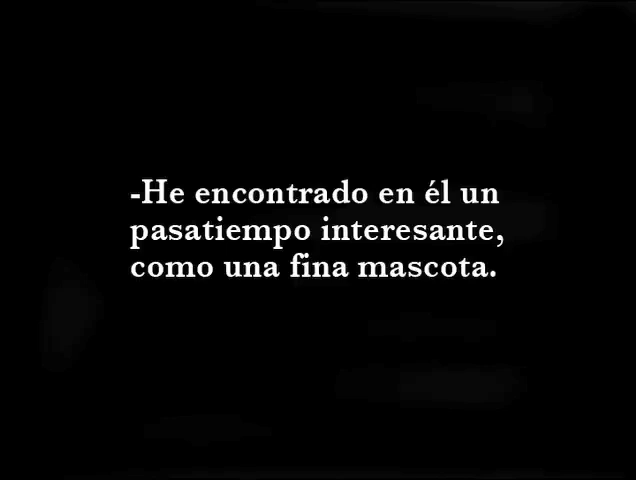 -He encontrado en él un
pasatiempo interesante,
como una fina mascota.